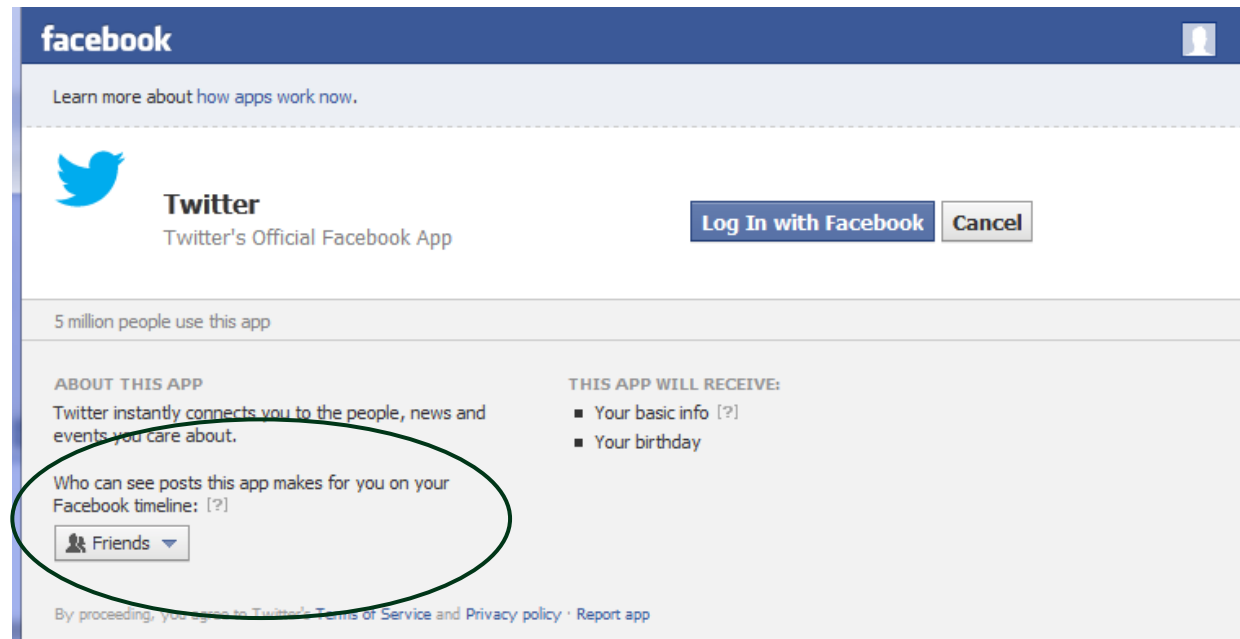 facebook
Learn more about how apps work now.
Twitter
Twitter's Official Facebook App
Log In with Facebook
Cancel
5 million people use this app
ABOUT THIS APP
Twitter instantly connects you to the people, news and
events you care about.
Who can see posts this app makes for you on your
Facebook timeline: [?]
Friends
THIS APP WILL RECEIVE:
Your basic info [?]
Your birthday
By proceeding, you agree to Twitter's Terms of Service and Privacy policy · Report app